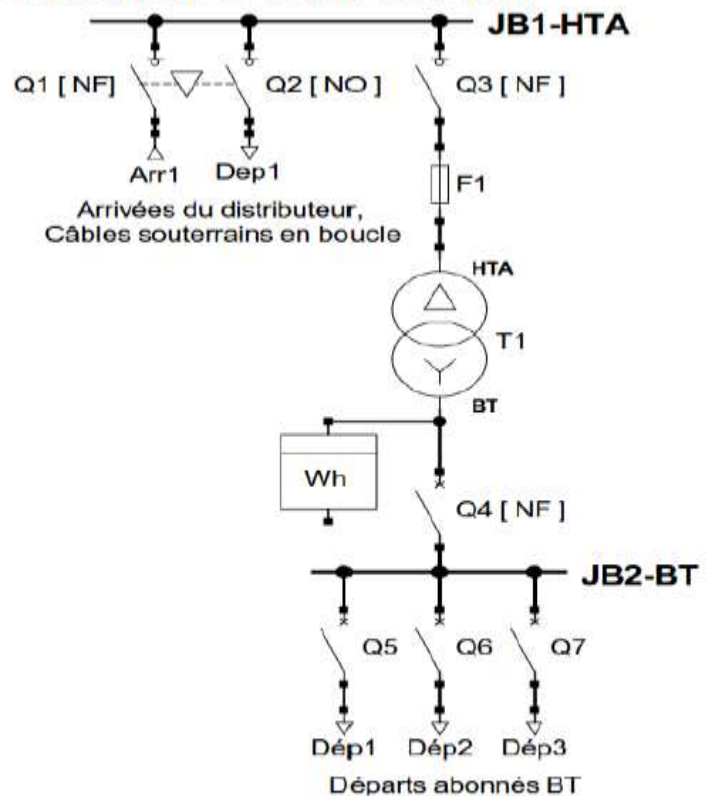 JB1-HTA
Q1 [ NF]
Q2 [ NO ]
Q3 [ NF ]
Arr1
Dep1
F1
Arrivées du distributeur,
Câbles souterrains en boucle
HTA
T1
BT
Wh
Q4 [ NF ]
JB2-BT
Q5
Q6
Q7
Dép1
Dép2
Dép3
Départs abonnés BT